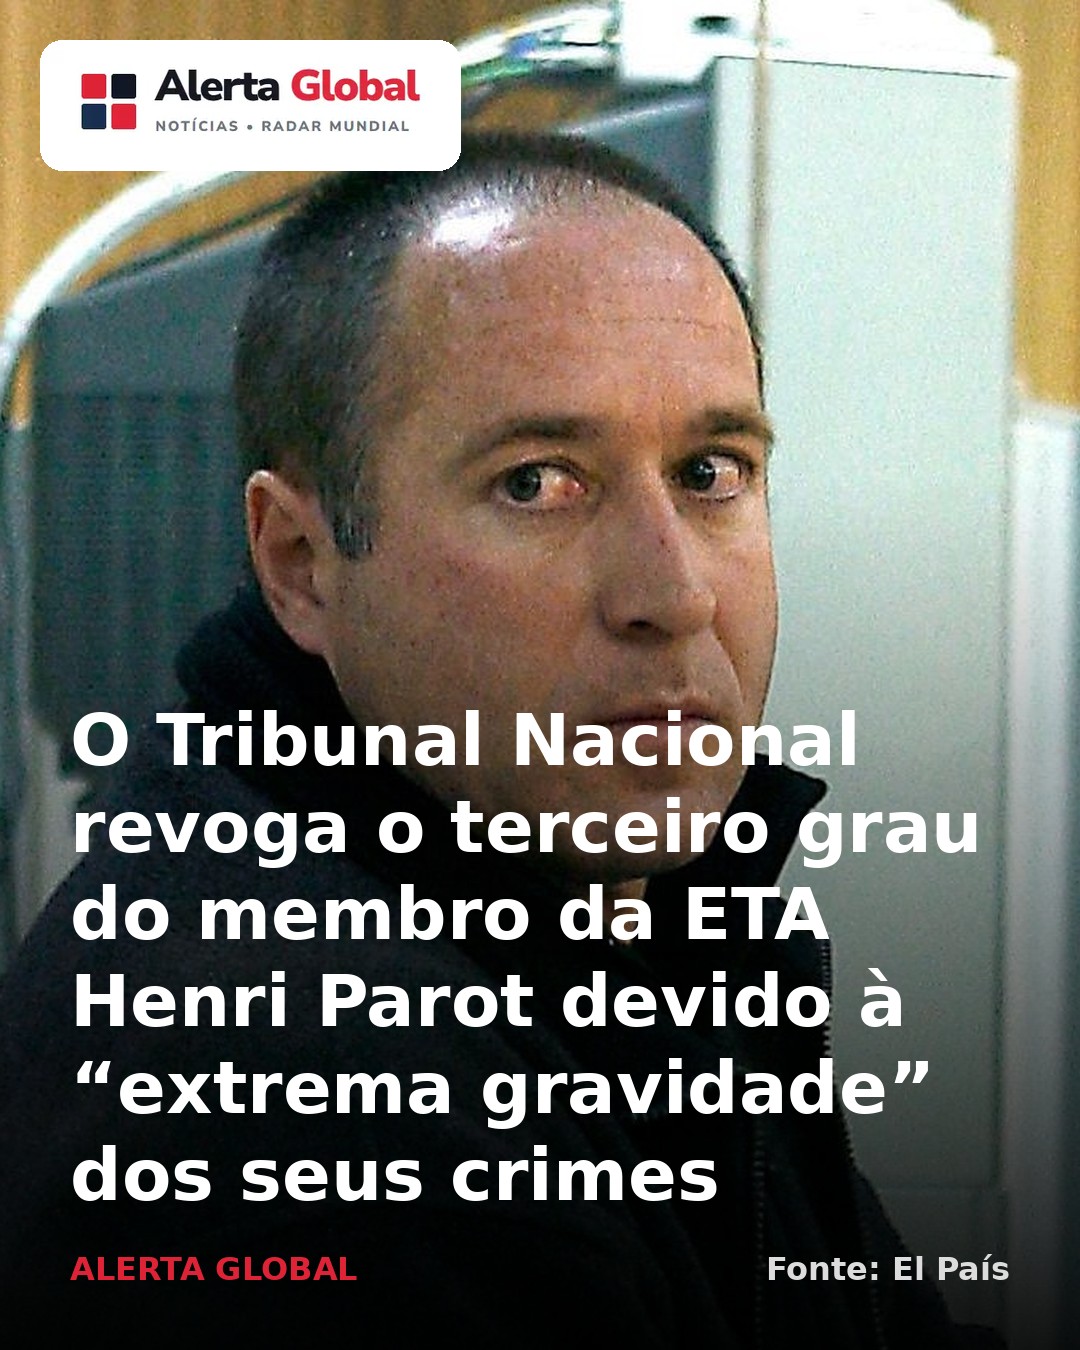 Alerta Global
NOTÍCIAS • RADAR MUNDIAL
O Tribunal Nacional
revoga o terceiro grau
do membro da ETA
Henri Parot devido à
“extrema gravidade”
dos seus crimes
ALERTA GLOBAL
Fonte: El País